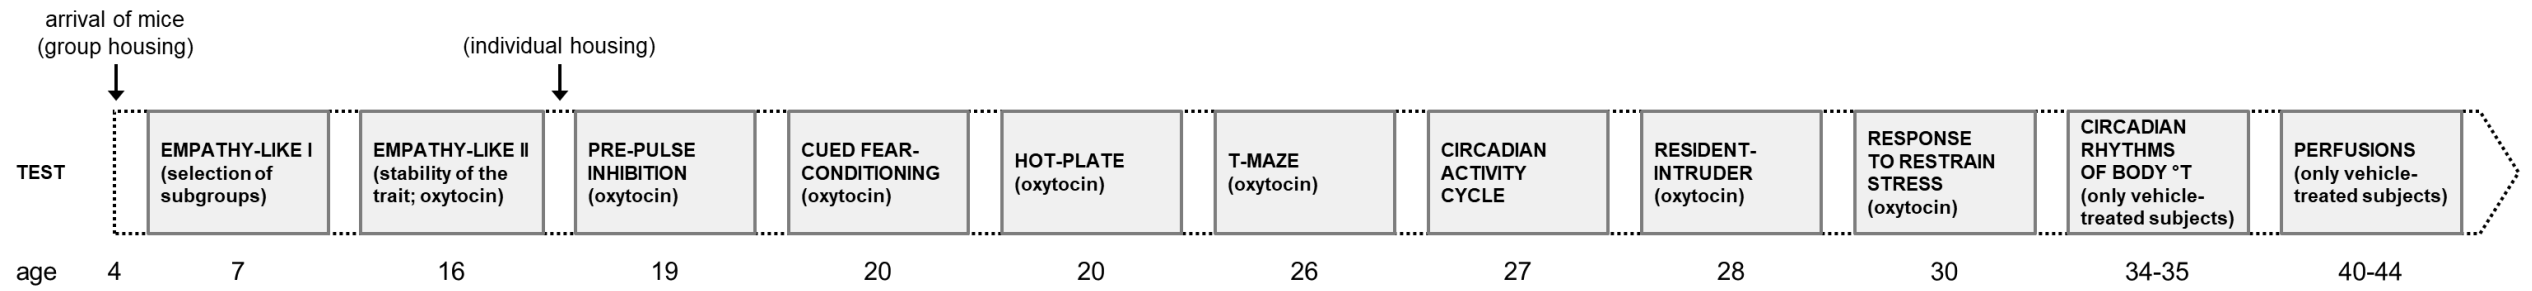 arrival of mice
(group housing)
(individual housing)
TEST
EMPATHY-LIKE I
(selection of
subgroups)
EMPATHY-LIKE II
(stability of the
trait; oxytocin)
PRE-PULSE
INHIBITION
(oxytocin)
CUED FEAR-
CONDITIONING
(oxytocin)
HOT-PLATE
(oxytocin)
T-MAZE
(oxytocin)
CIRCADIAN
ACTIVITY
CYCLE
RESIDENT-
INTRUDER
(oxytocin)
RESPONSE
TO RESTRAIN
STRESS
(oxytocin)
CIRCADIAN
RHYTHMS
OF BODY °T
(only vehicle-
treated subjects)
PERFUSIONS
(only vehicle-
treated subjects)
age 4 7 16 19 20 20 26 27 28 30 34-35 40-44